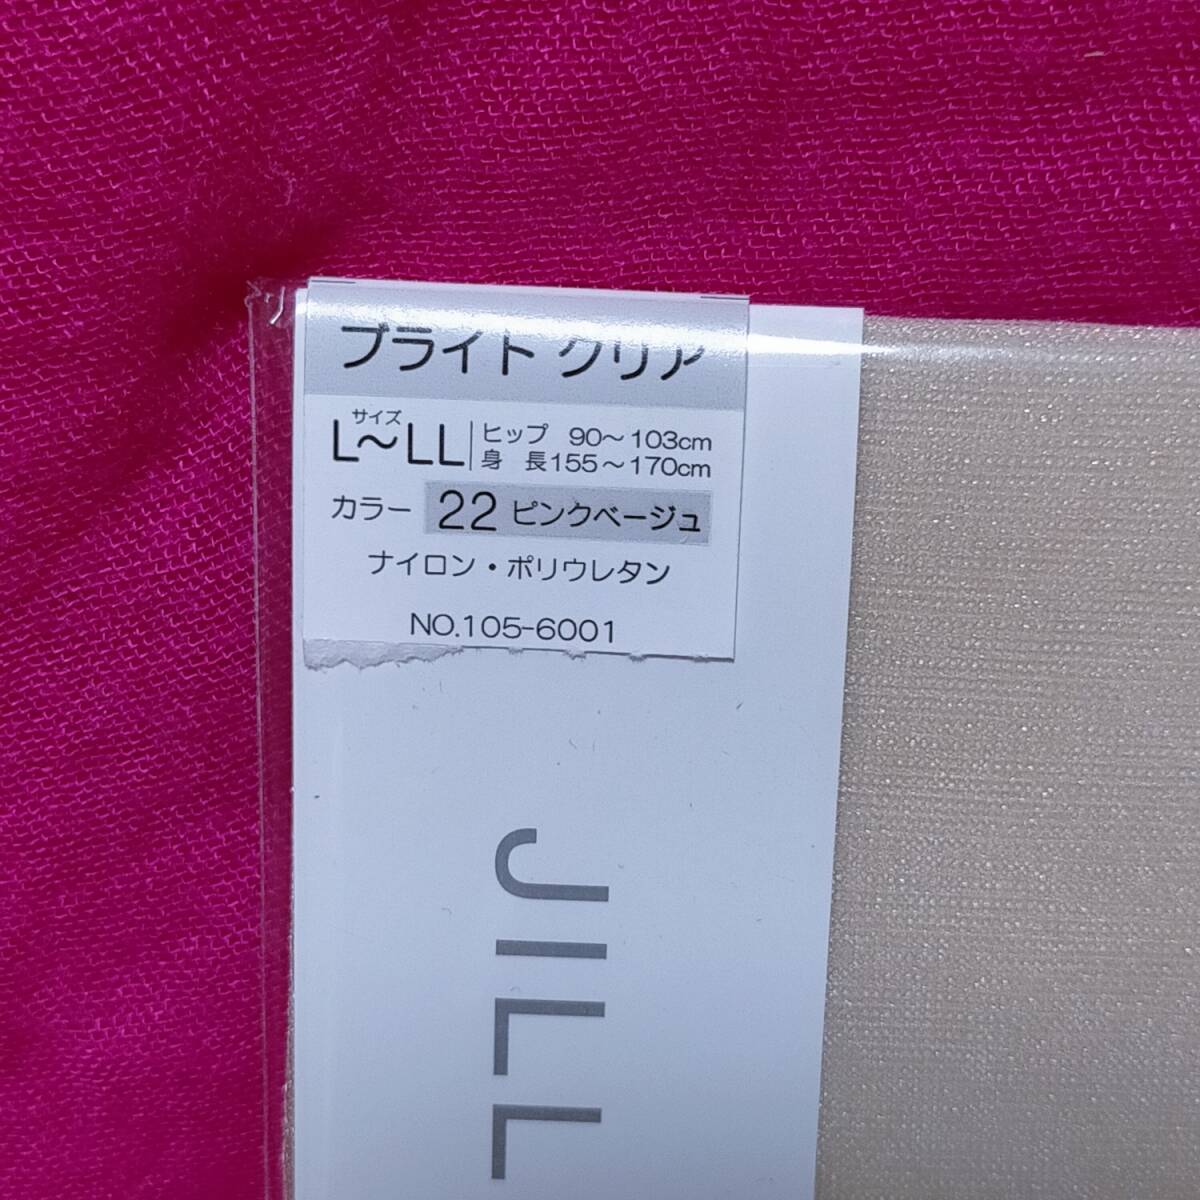 ブライト クリア
サイズ
L～LL
ヒップ 90～103cm
身 長155～170cm
カラー 22 ピンクベージュ
ナイロン・ポリウレタン
NO.105-6001
JILL